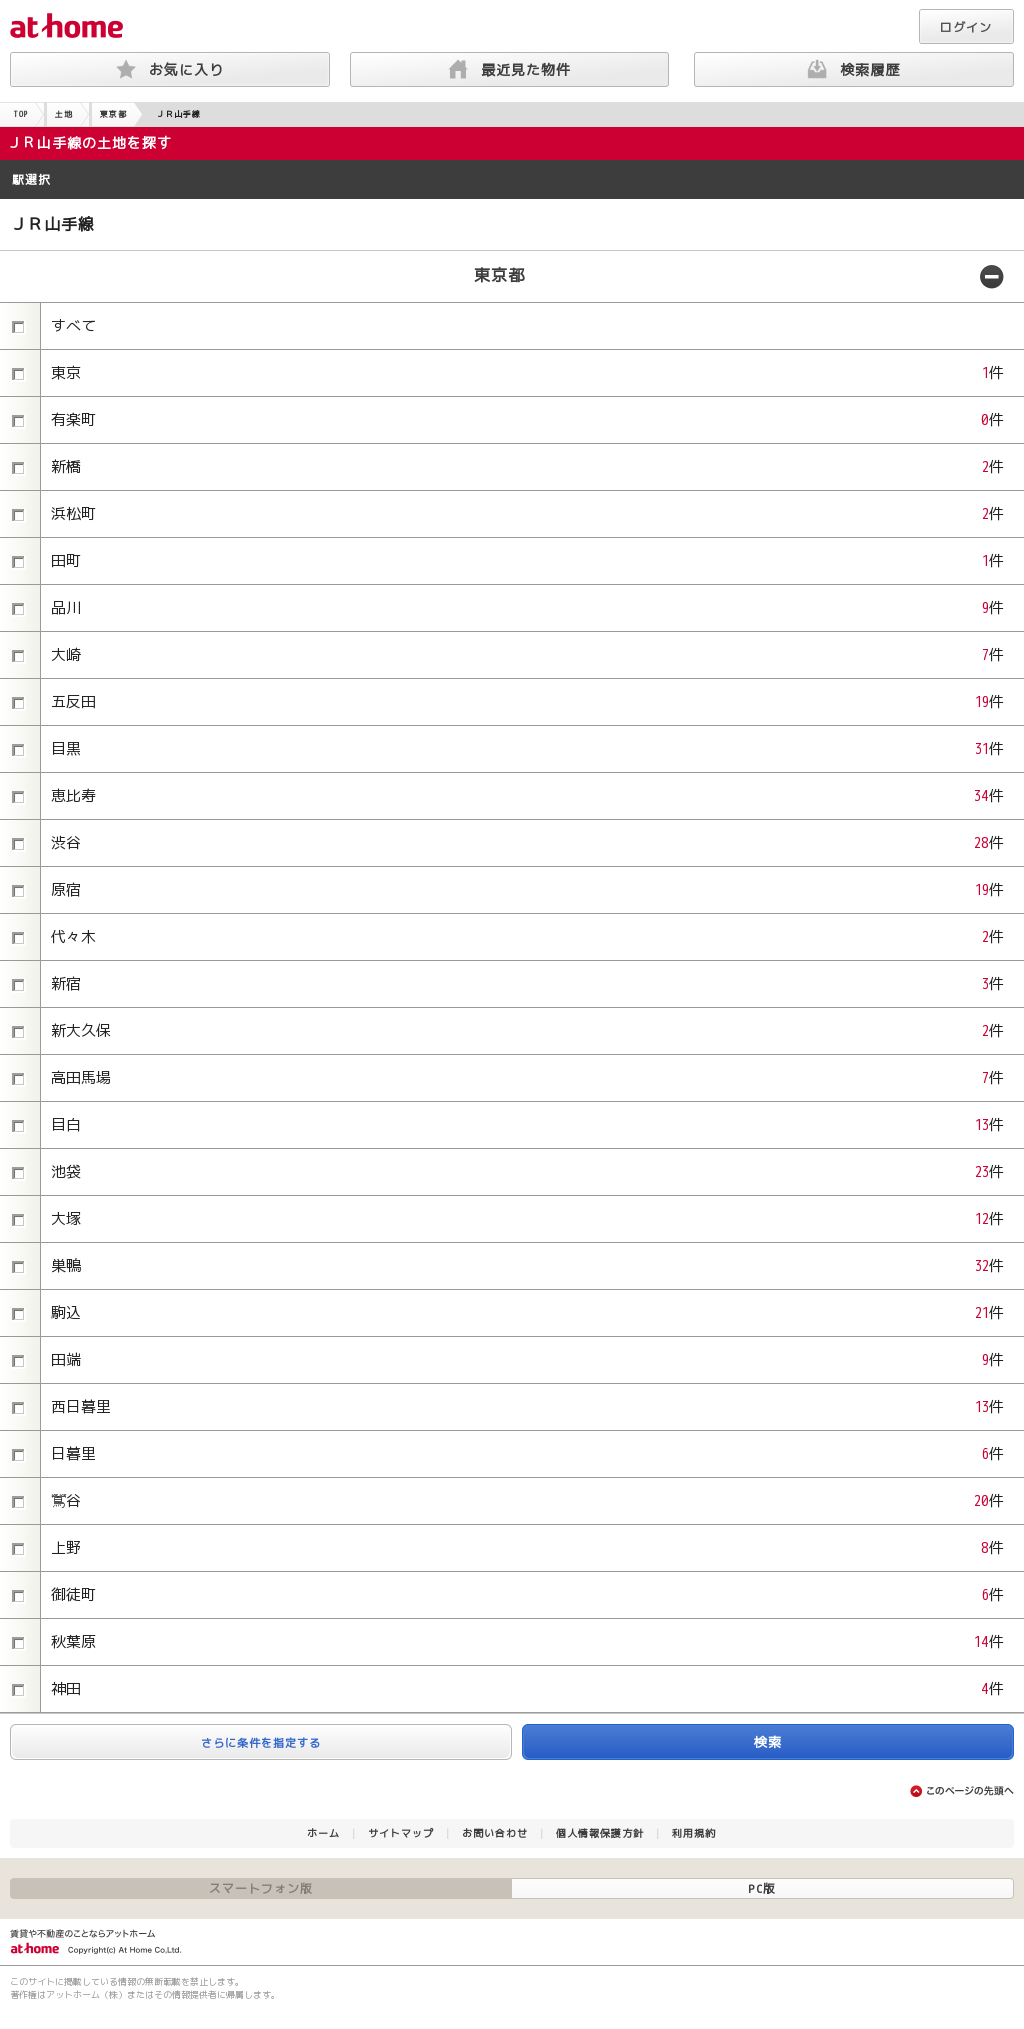 at home
ログイン
お気に入り 最近見た物件 検索履歴
TOP 土地 東京都 ＪＲ山手線
ＪＲ山手線の土地を探す
駅選択
ＪＲ山手線
東京都
すべて
東京 1件
有楽町 0件
新橋 2件
浜松町 2件
田町 1件
品川 9件
大崎 7件
五反田 19件
目黒 31件
恵比寿 34件
渋谷 28件
原宿 19件
代々木 2件
新宿 3件
新大久保 2件
高田馬場 7件
目白 13件
池袋 23件
大塚 12件
巣鴨 32件
駒込 21件
田端 9件
西日暮里 13件
日暮里 6件
鶯谷 20件
上野 8件
御徒町 6件
秋葉原 14件
神田 4件
さらに条件を指定する 検索
このページの先頭へ
ホーム | サイトマップ | お問い合わせ | 個人情報保護方針 | 利用規約
スマートフォン版 PC版
賃貸や不動産のことならアットホーム
at home Copyright(c) At Home Co.,Ltd.
このサイトに掲載している情報の無断転載を禁止します。
著作権はアットホーム（株）またはその情報提供者に帰属します。